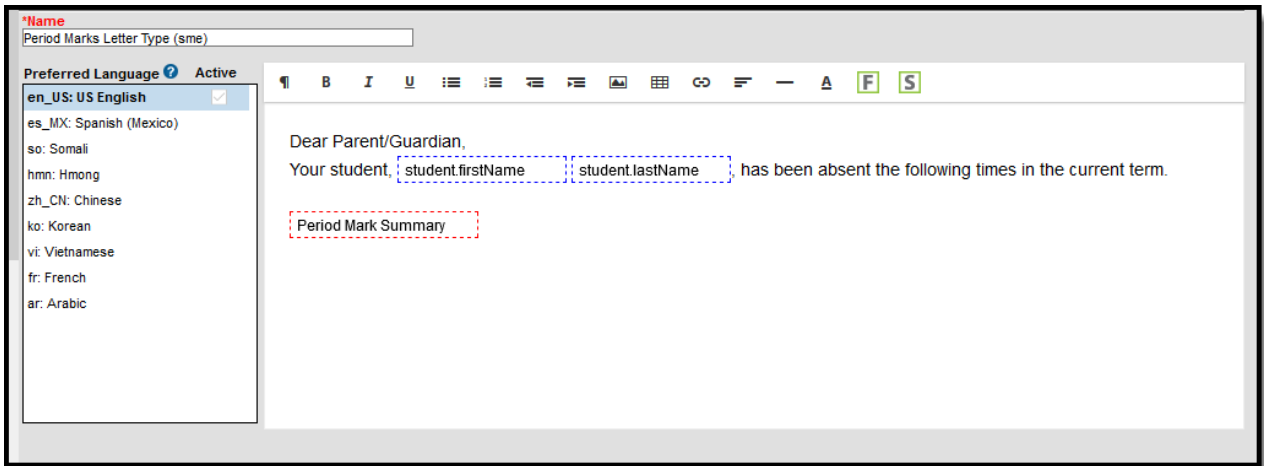 *Name
Period Marks Letter Type (sme)
Preferred Language ? Active
en_US: US English
es_MX: Spanish (Mexico)
so: Somali
hmn: Hmong
zh_CN: Chinese
ko: Korean
vi: Vietnamese
fr: French
ar: Arabic
¶ B I U A F S
Dear Parent/Guardian,
Your student, student.firstName student.lastName , has been absent the following times in the current term.
Period Mark Summary